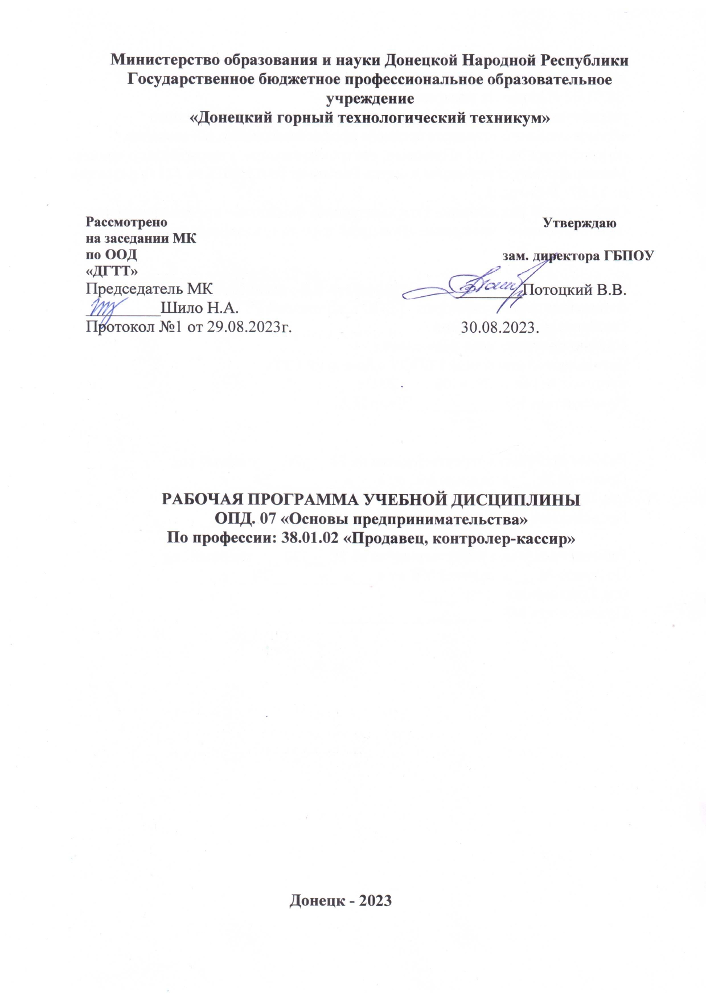 Министерство образования и науки Донецкой Народной Республики
Государственное бюджетное профессиональное образовательное
учреждение
«Донецкий горный технологический техникум»
Рассмотрено Утверждаю
на заседании МК
по ООД зам. директора ГБПОУ
«ДГТТ»
Председатель МК ________Потоцкий В.В.
_________Шило Н.А.
Протокол №1 от 29.08.2023г. 30.08.2023.
РАБОЧАЯ ПРОГРАММА УЧЕБНОЙ ДИСЦИПЛИНЫ
ОПД. 07 «Основы предпринимательства»
По профессии: 38.01.02 «Продавец, контролер-кассир»
Донецк - 2023